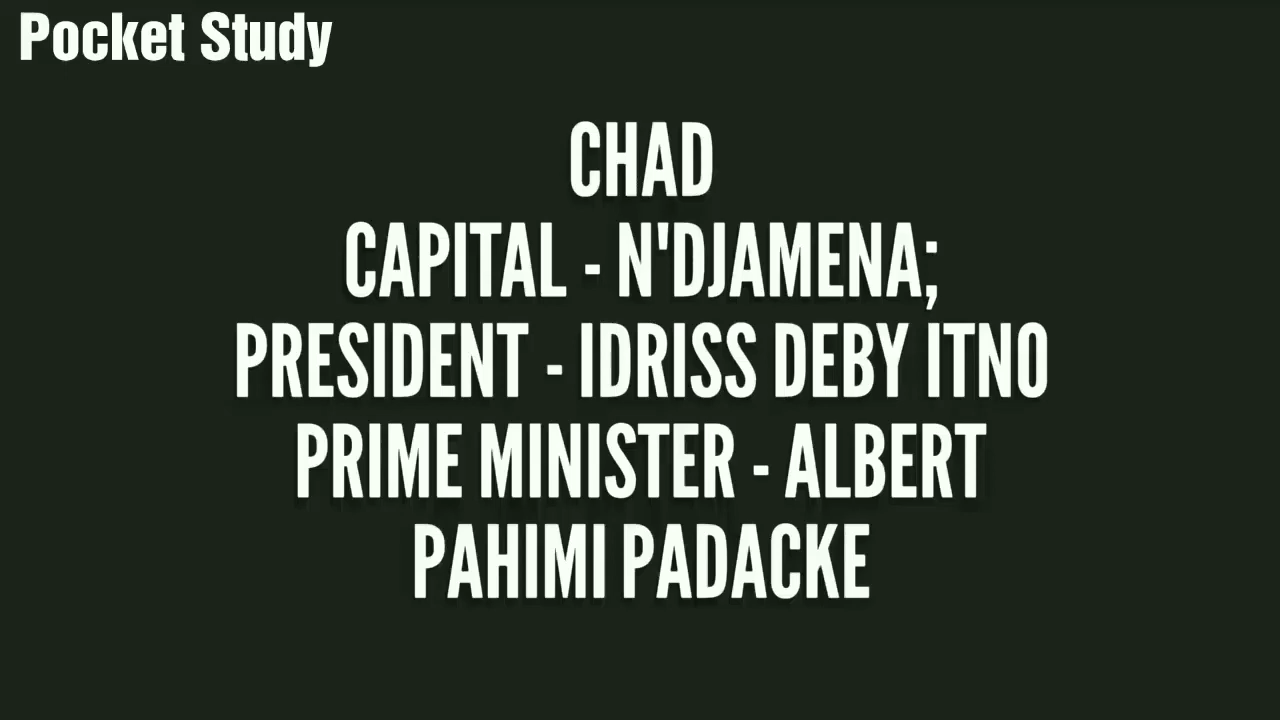 Pocket Study
CHAD
CAPITAL - N'DJAMENA;
PRESIDENT - IDRISS DEBY ITNO
PRIME MINISTER - ALBERT
PAHIMI PADACKE